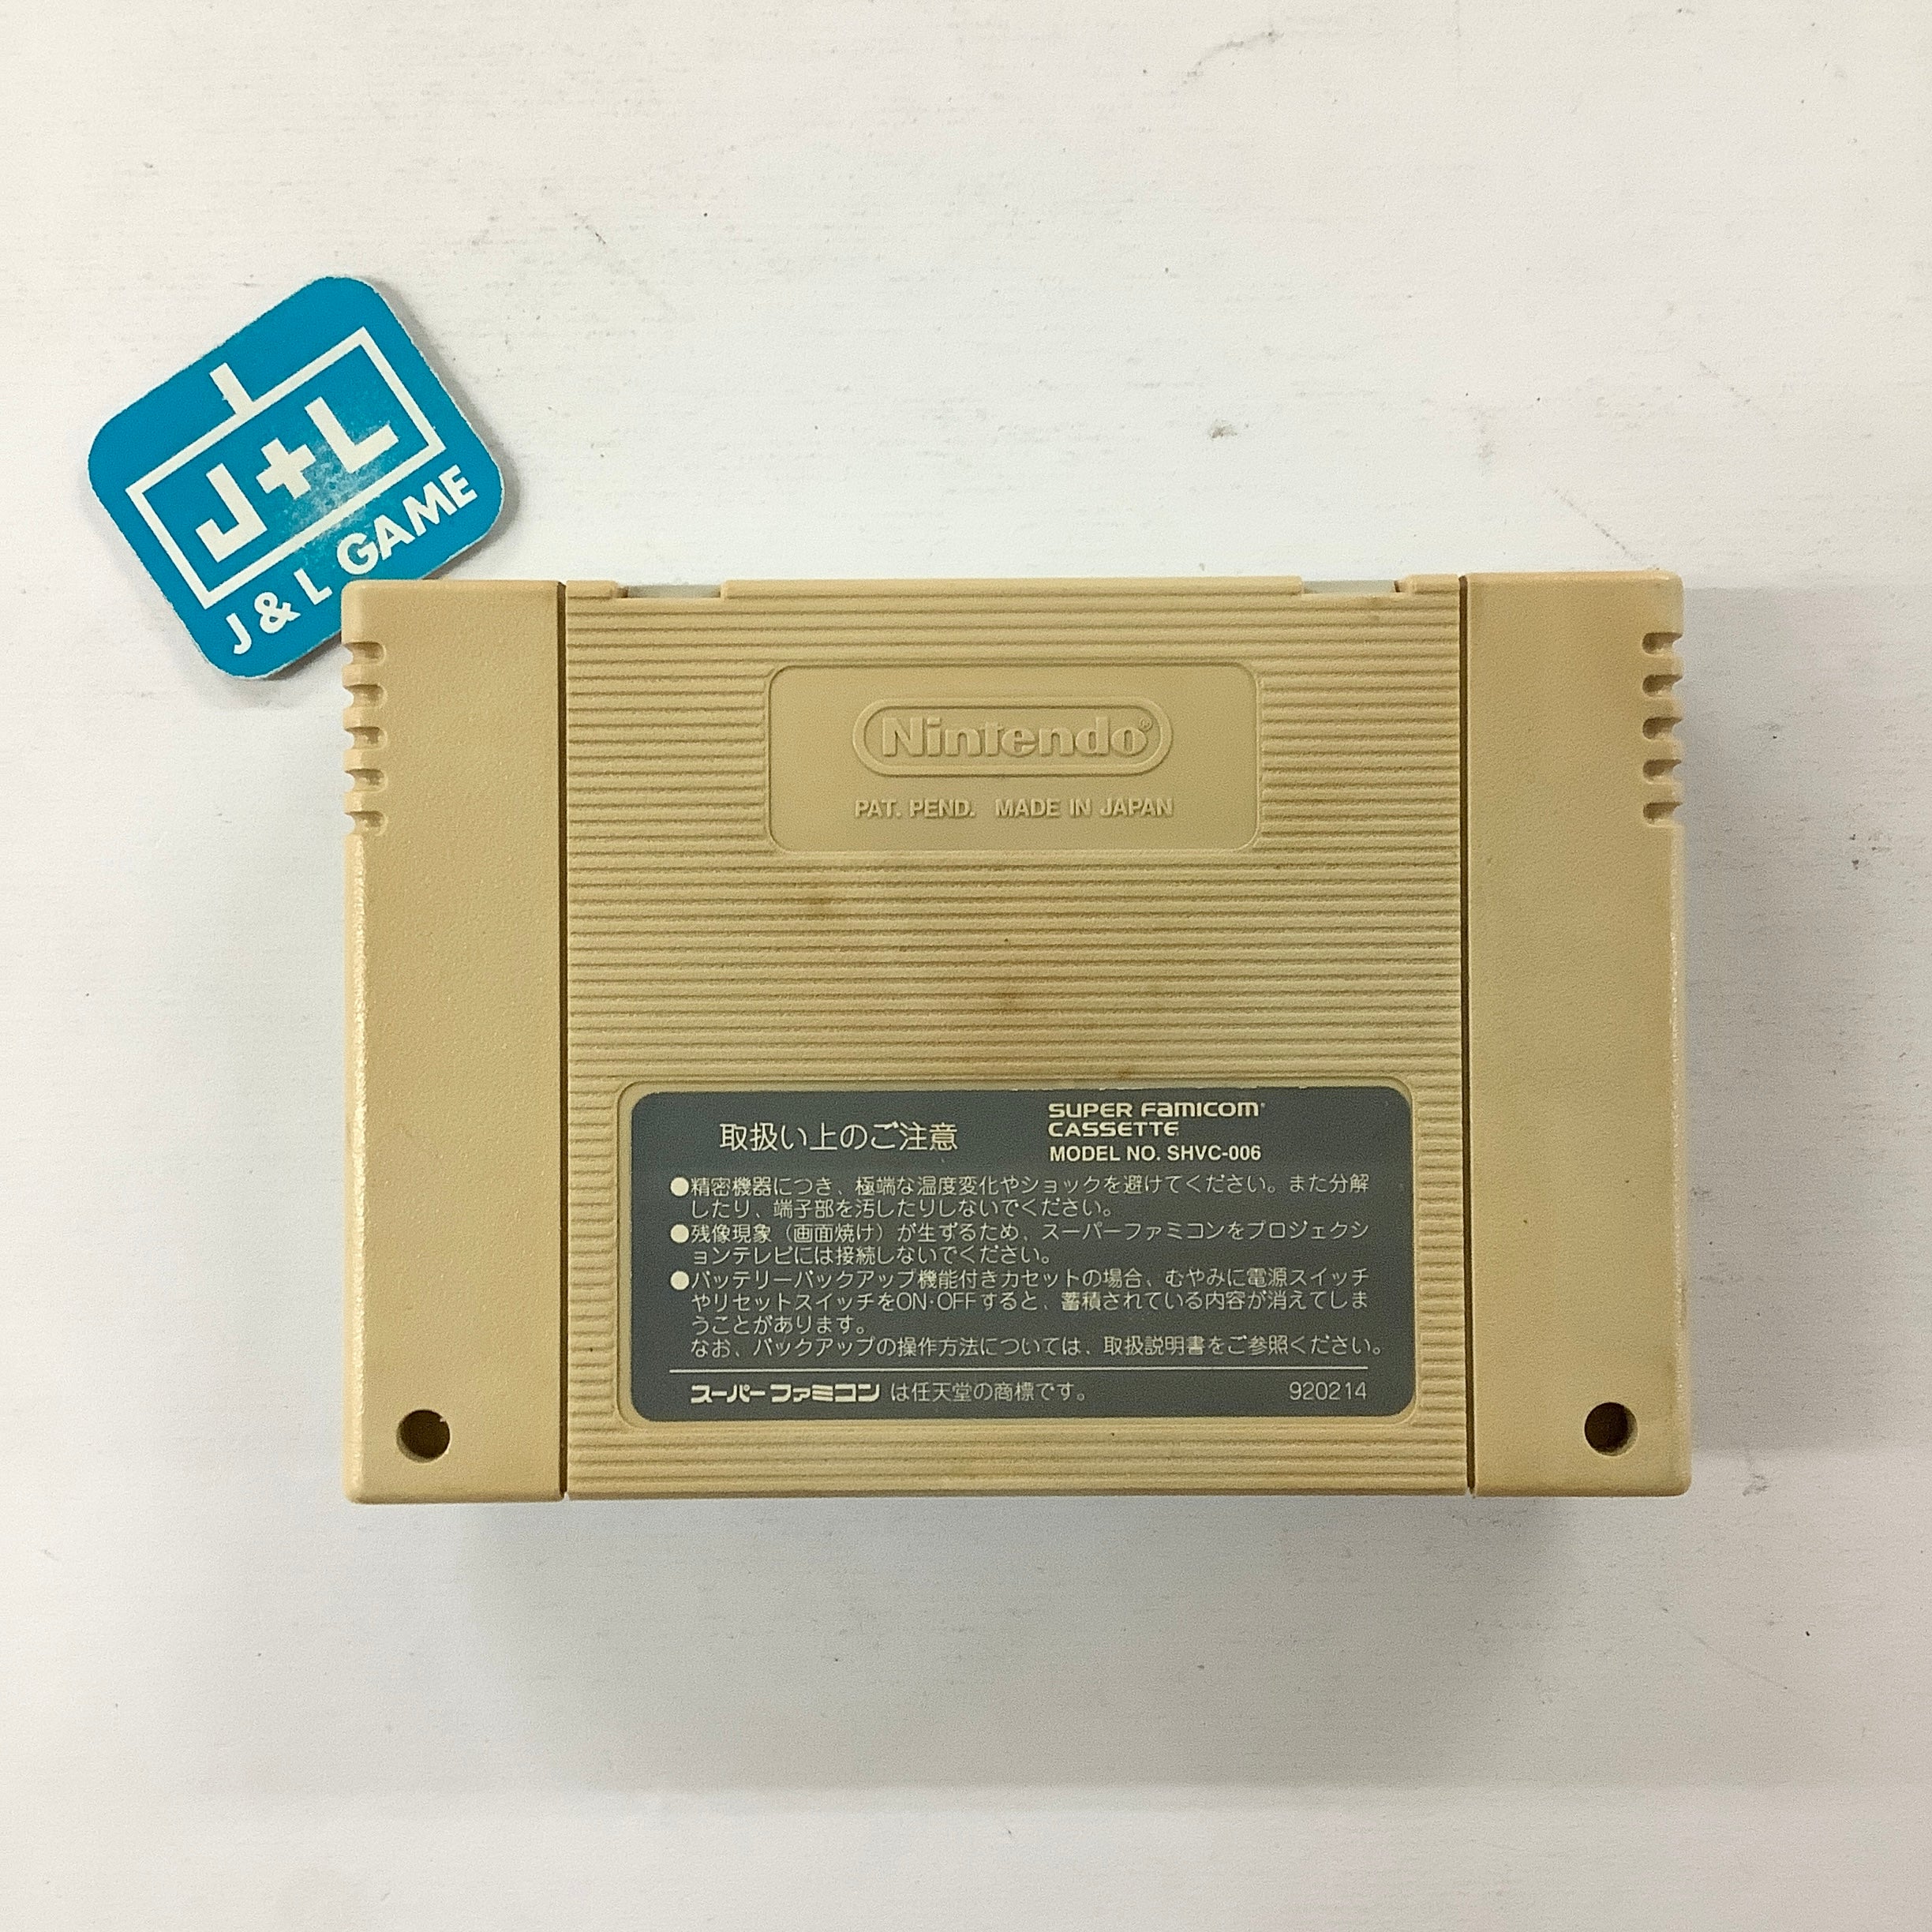 J+L
J & L GAME
Nintendo®
PAT. PEND. MADE IN JAPAN
取扱い上のご注意
SUPER FAMICOM
CASSETTE
MODEL NO. SHVC-006
●精密機器につき、極端な温度変化やショックを避けてください。また分解
したり、端子部を汚したりしないでください。
●残像現象（画面焼け）が生ずるため、スーパーファミコンをプロジェクシ
ョンテレビには接続しないでください。
●バッテリーバックアップ機能付きカセットの場合、むやみに電源スイッチ
やリセットスイッチをON・OFFすると、蓄積されている内容が消えてしま
うことがあります。
なお、バックアップの操作方法については、取扱説明書をご参照ください。
スーパーファミコン は任天堂の商標です。 920214